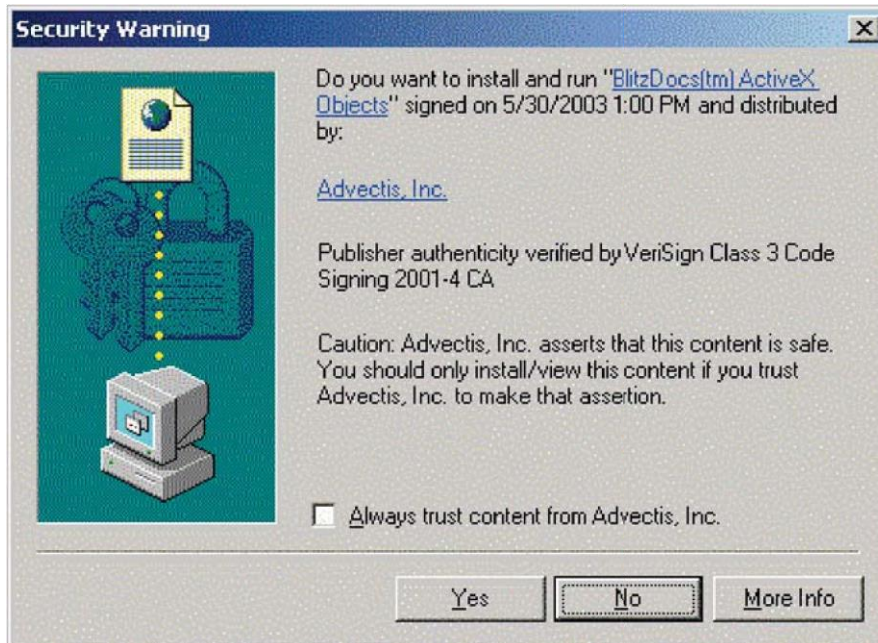 Security Warning
Do you want to install and run "BlitzDocs(tm) ActiveX
Objects" signed on 5/30/2003 1:00 PM and distributed
by:
Advectis, Inc.
Publisher authenticity verified by VeriSign Class 3 Code
Signing 2001-4 CA
Caution: Advectis, Inc. asserts that this content is safe.
You should only install/view this content if you trust
Advectis, Inc. to make that assertion.
Always trust content from Advectis, Inc.
Yes
No
More Info